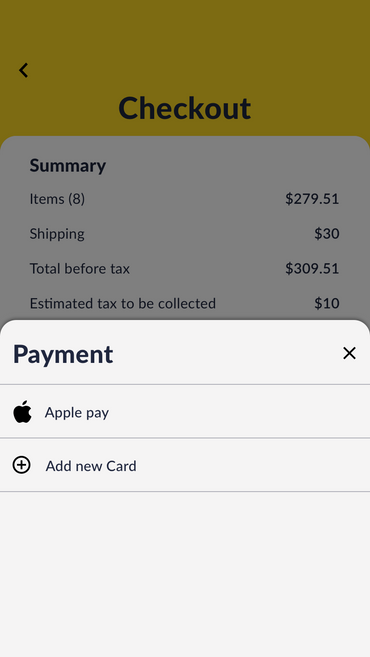 Checkout
Summary
Items (8) $279.51
Shipping $30
Total before tax $309.51
Estimated tax to be collected $10
Payment
Apple pay
Add new Card